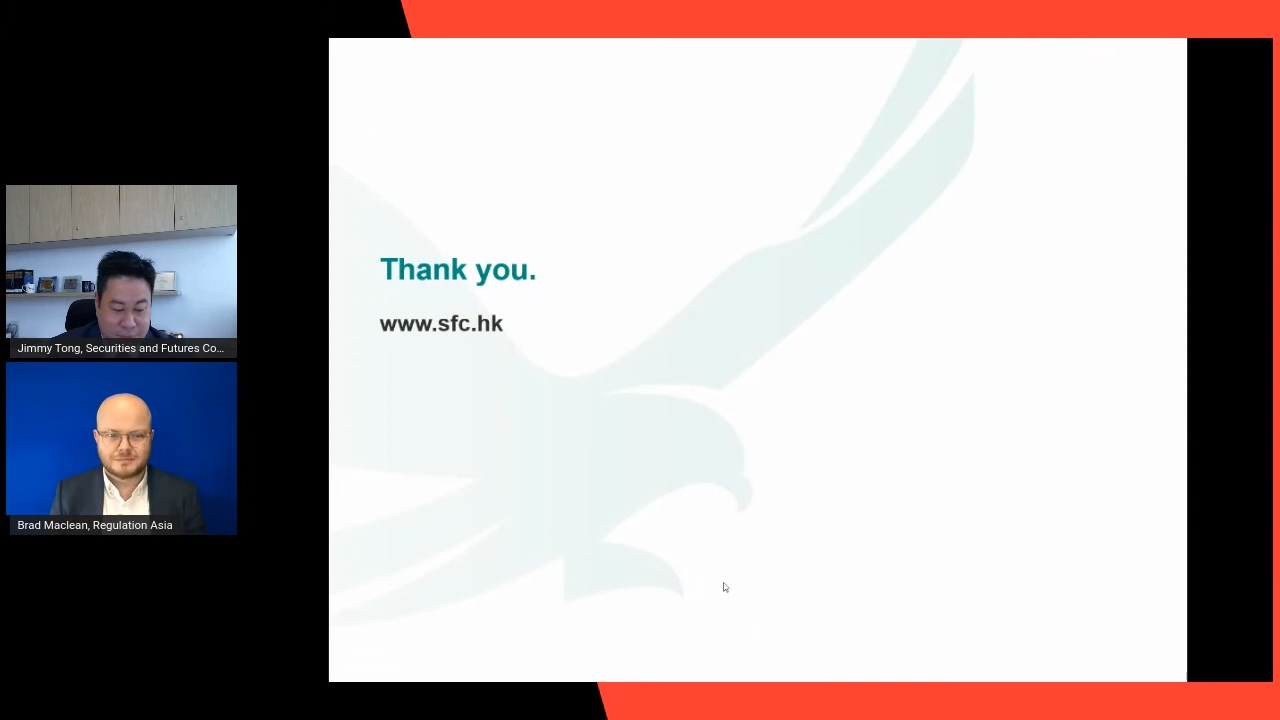 Thank you.
www.sfc.hk
Jimmy Tong, Securities and Futures Co...
Brad Maclean, Regulation Asia